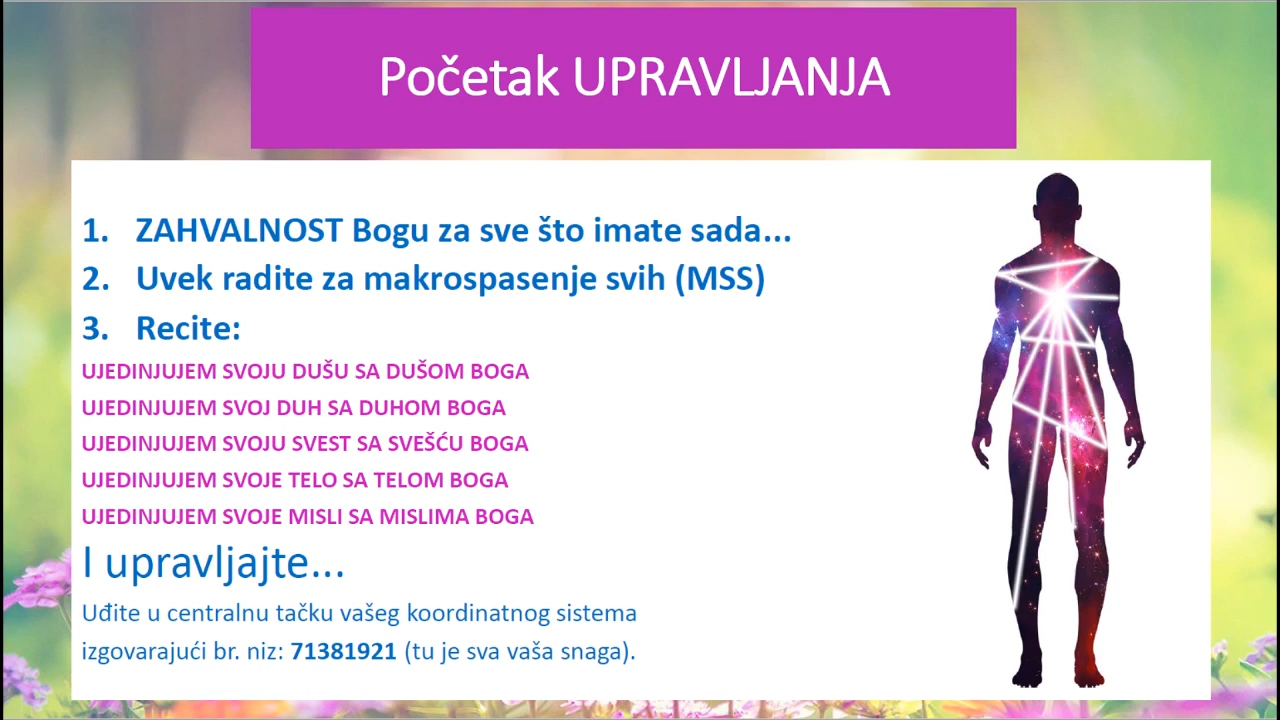 Početak UPRAVLJANJA
1. ZAHVALNOST Bogu za sve što imate sada...
2. Uvek radite za makrospasenje svih (MSS)
3. Recite:
UJEDINJUJEM SVOJU DUŠU SA DUŠOM BOGA
UJEDINJUJEM SVOJ DUH SA DUHOM BOGA
UJEDINJUJEM SVOJU SVEST SA SVEŠĆU BOGA
UJEDINJUJEM SVOJE TELO SA TELOM BOGA
UJEDINJUJEM SVOJE MISLI SA MISLIMA BOGA
I upravljajte...
Uđite u centralnu tačku vašeg koordinatnog sistema
izgovarajući br. niz: 71381921 (tu je sva vaša snaga).